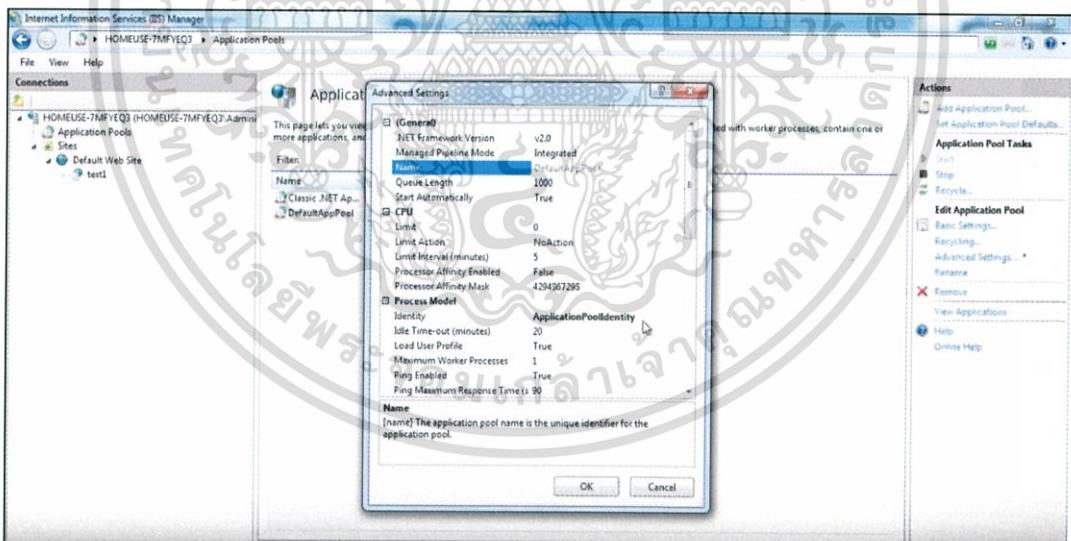 Internet Information Services (IIS) Manager
HOMEUSE-7MFYEQ3 Application Pools
File View Help
Connections
HOMEUSE-7MFYEQ3 (HOMEUSE-7MFYEQ3\Admini
Application Pools
Sites
Default Web Site
test1
Applicat
This page lets you view
more applications, and
led with worker processes, contain one or
Filter:
Name
Classic .NET Ap...
DefaultAppPool
Advanced Settings
(General)
.NET Framework Version v2.0
Managed Pipeline Mode Integrated
Name DefaultAppPool
Queue Length 1000
Start Automatically True
CPU
Limit 0
Limit Action NoAction
Limit Interval (minutes) 5
Processor Affinity Enabled False
Processor Affinity Mask 4294967295
Process Model
Identity ApplicationPoolIdentity
Idle Time-out (minutes) 20
Load User Profile True
Maximum Worker Processes 1
Ping Enabled True
Ping Maximum Response Time (s 90
Name
[name] The application pool name is the unique identifier for the
application pool.
OK Cancel
Actions
Add Application Pool...
Set Application Pool Defaults...
Application Pool Tasks
Start
Stop
Recycle...
Edit Application Pool
Basic Settings...
Recycling...
Advanced Settings...
Rename
Remove
View Applications
Help
Online Help